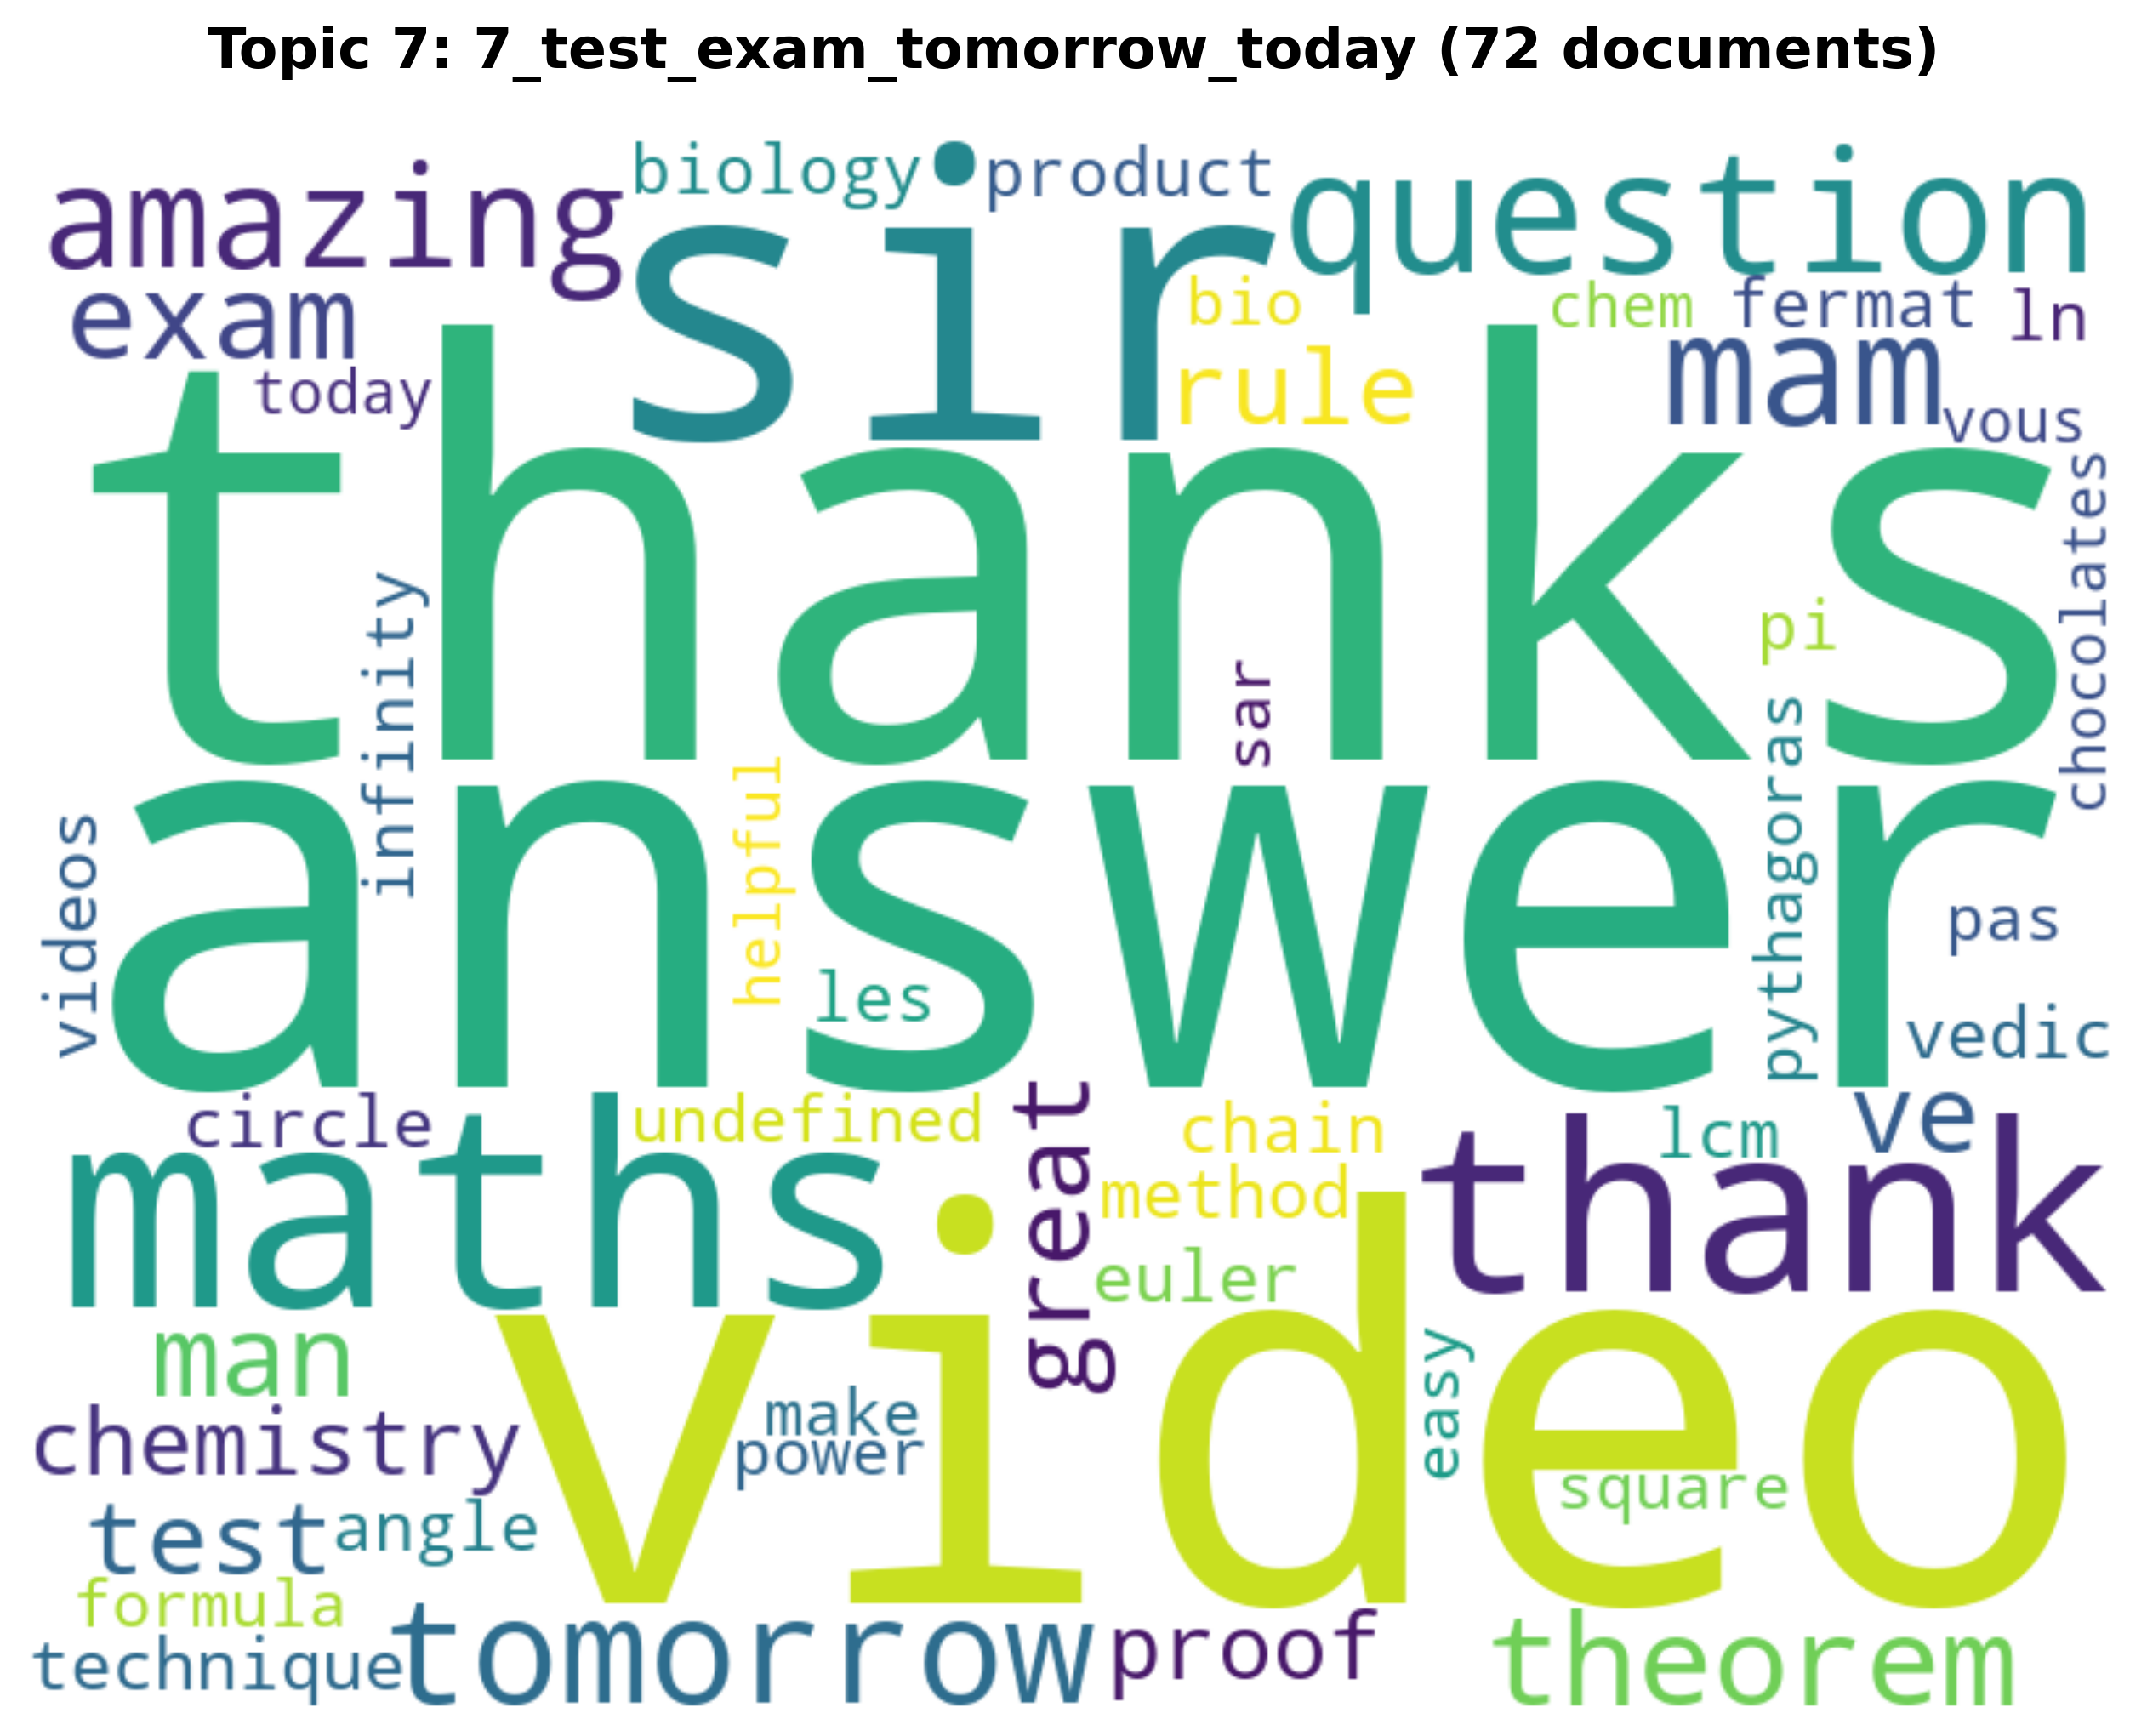 Topic 7: 7_test_exam_tomorrow_today (72 documents)
biology
product
amazing
question
sir
exam
bio
chem
fermat
ln
today
rule
mam
vous
thanks
chocolates
infinity
sar
pi
pythagoras
videos
answer
helpful
les
pas
vedic
circle
undefined
great
chain
lcm
ve
maths
method
thank
euler
man
video
easy
chemistry
make
power
square
test
angle
formula
technique
tomorrow
proof
theorem